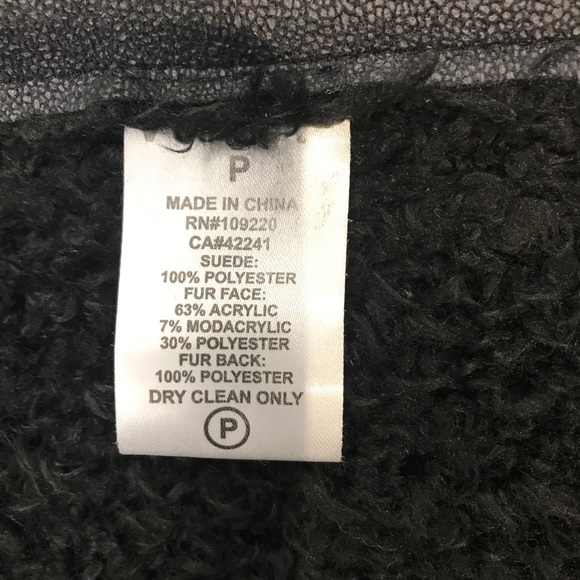 P
MADE IN CHINA
RN#109220
CA#42241
SUEDE:
100% POLYESTER
FUR FACE:
63% ACRYLIC
7% MODACRYLIC
30% POLYESTER
FUR BACK:
100% POLYESTER
DRY CLEAN ONLY
P